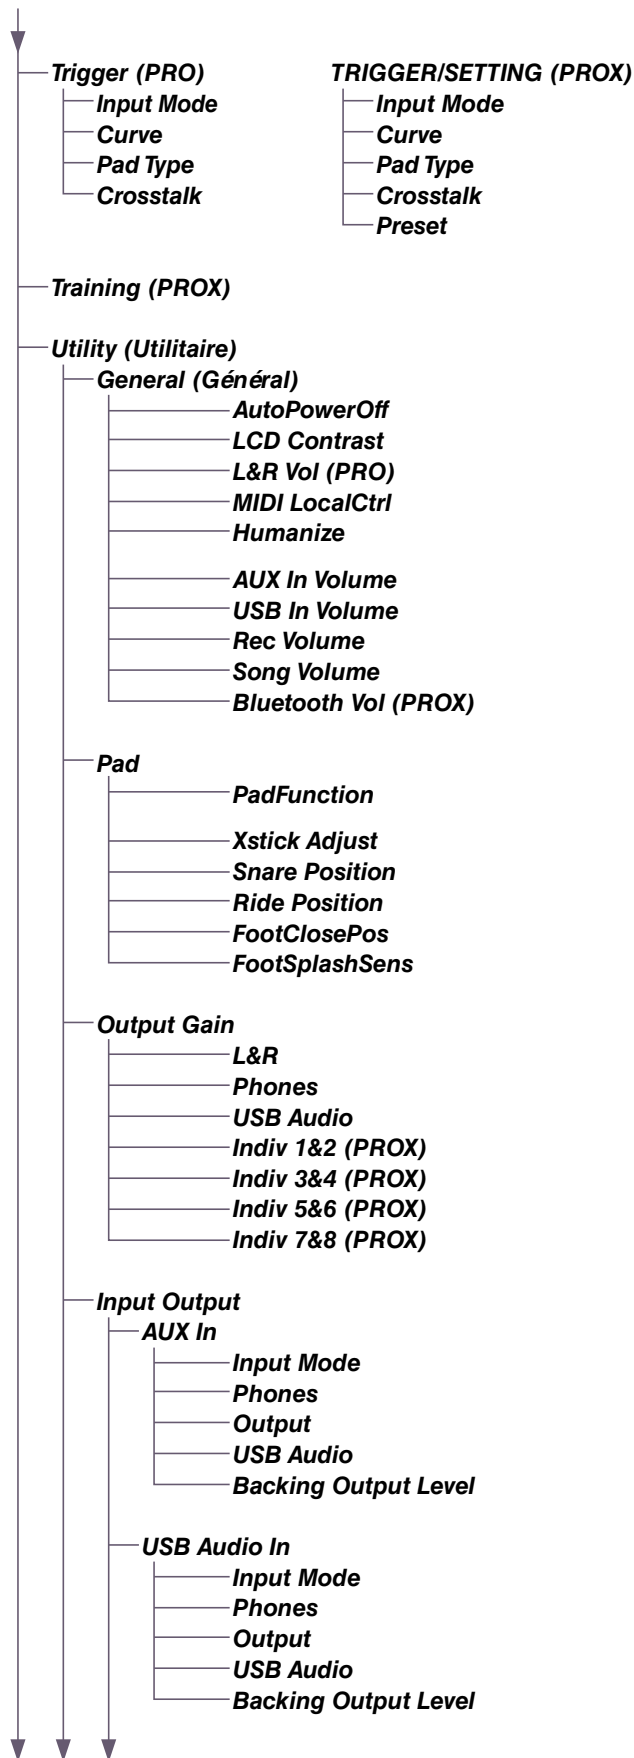 Trigger (PRO)
Input Mode
Curve
Pad Type
Crosstalk
TRIGGER/SETTING (PROX)
Input Mode
Curve
Pad Type
Crosstalk
Preset
Training (PROX)
Utility (Utilitaire)
General (Général)
AutoPowerOff
LCD Contrast
L&R Vol (PRO)
MIDI LocalCtrl
Humanize
AUX In Volume
USB In Volume
Rec Volume
Song Volume
Bluetooth Vol (PROX)
Pad
PadFunction
Xstick Adjust
Snare Position
Ride Position
FootClosePos
FootSplashSens
Output Gain
L&R
Phones
USB Audio
Indiv 1&2 (PROX)
Indiv 3&4 (PROX)
Indiv 5&6 (PROX)
Indiv 7&8 (PROX)
Input Output
AUX In
Input Mode
Phones
Output
USB Audio
Backing Output Level
USB Audio In
Input Mode
Phones
Output
USB Audio
Backing Output Level